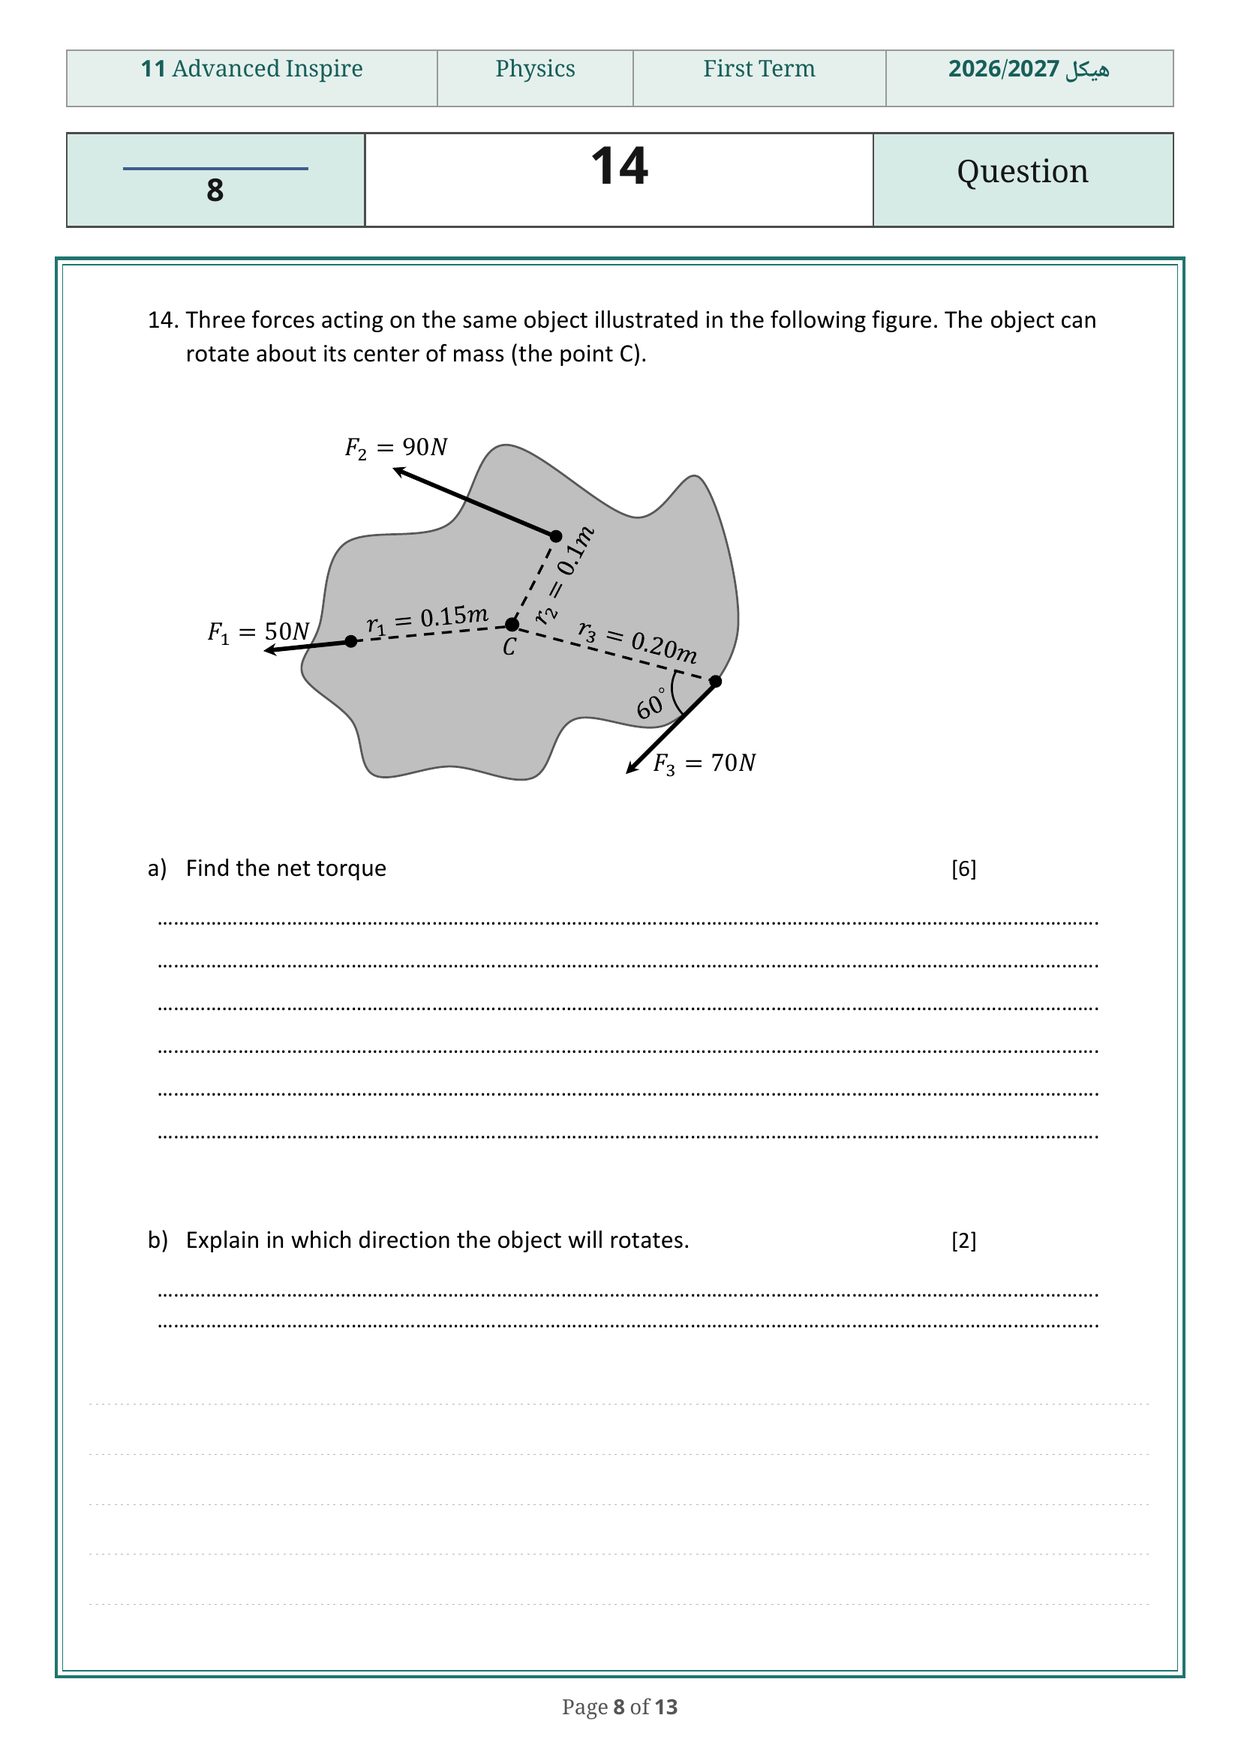 11 Advanced Inspire Physics First Term هيكل 2026/2027
8
14
Question
14. Three forces acting on the same object illustrated in the following figure. The object can
rotate about its center of mass (the point C).
F₂ = 90N
r₂ = 0.1m
F₁ = 50N
r₁ = 0.15m
C
r₃ = 0.20m
60°
F₃ = 70N
a) Find the net torque [6]
b) Explain in which direction the object will rotates. [2]
Page 8 of 13